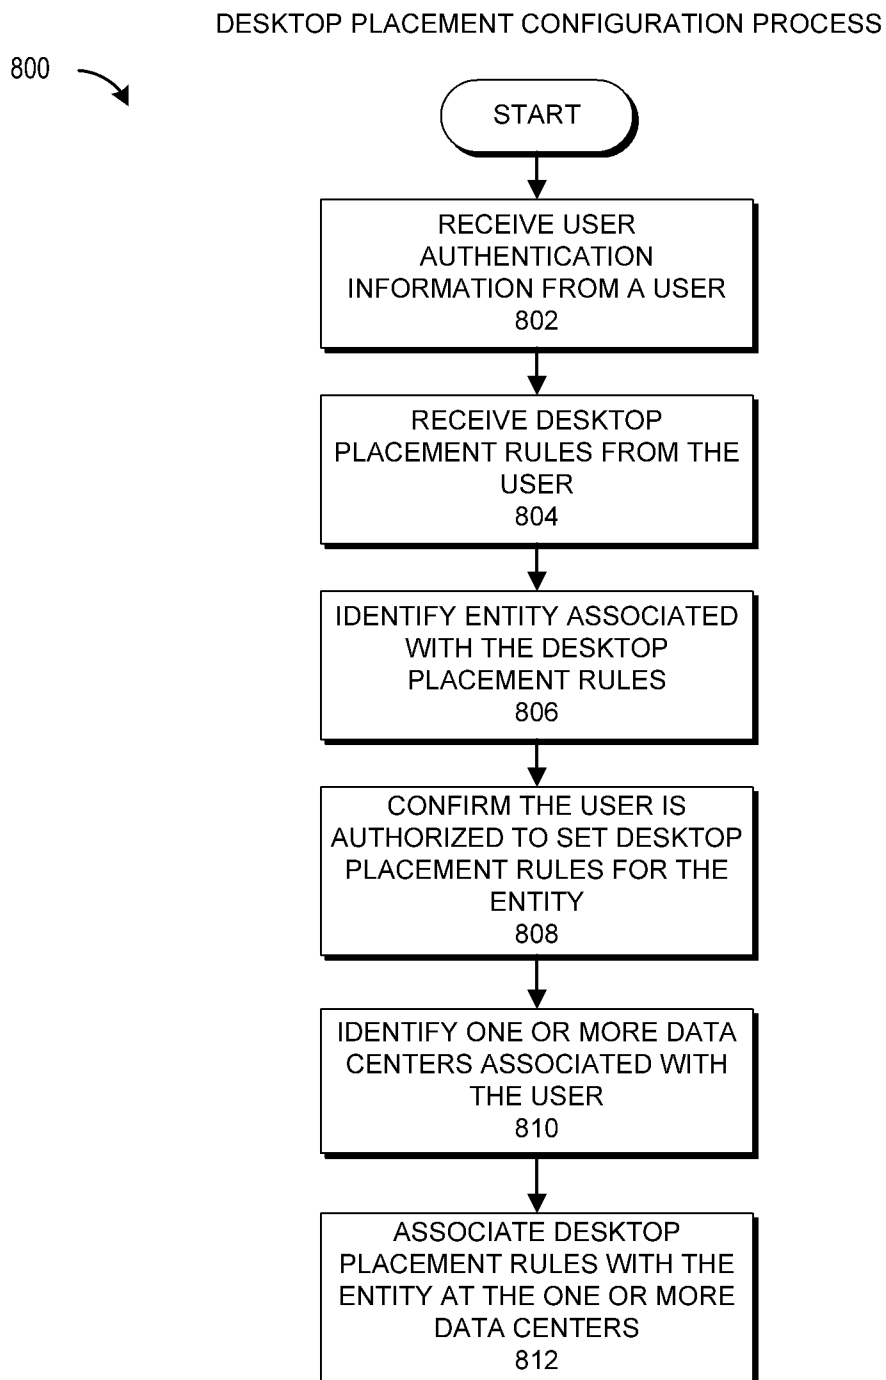 DESKTOP PLACEMENT CONFIGURATION PROCESS
800
START
RECEIVE USER
AUTHENTICATION
INFORMATION FROM A USER
802
RECEIVE DESKTOP
PLACEMENT RULES FROM THE
USER
804
IDENTIFY ENTITY ASSOCIATED
WITH THE DESKTOP
PLACEMENT RULES
806
CONFIRM THE USER IS
AUTHORIZED TO SET DESKTOP
PLACEMENT RULES FOR THE
ENTITY
808
IDENTIFY ONE OR MORE DATA
CENTERS ASSOCIATED WITH
THE USER
810
ASSOCIATE DESKTOP
PLACEMENT RULES WITH THE
ENTITY AT THE ONE OR MORE
DATA CENTERS
812